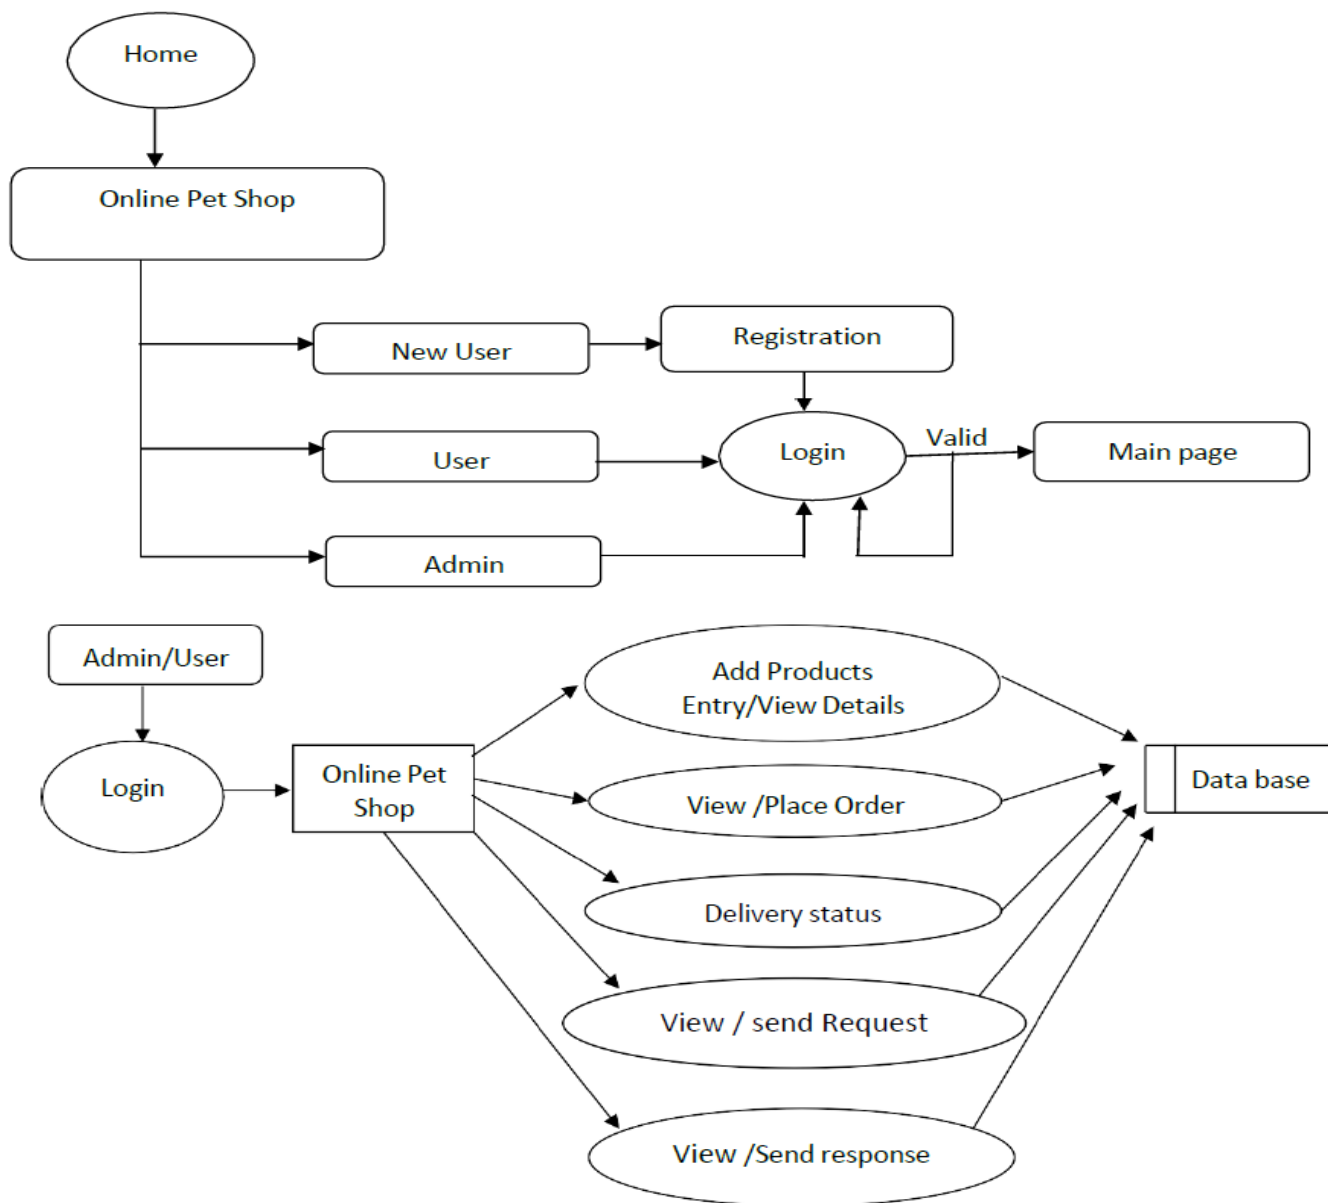 Home
Online Pet Shop
New User
Registration
User
Login
Valid
Main page
Admin
Admin/User
Login
Online Pet
Shop
Add Products
Entry/View Details
View /Place Order
Delivery status
View / send Request
View /Send response
Data base